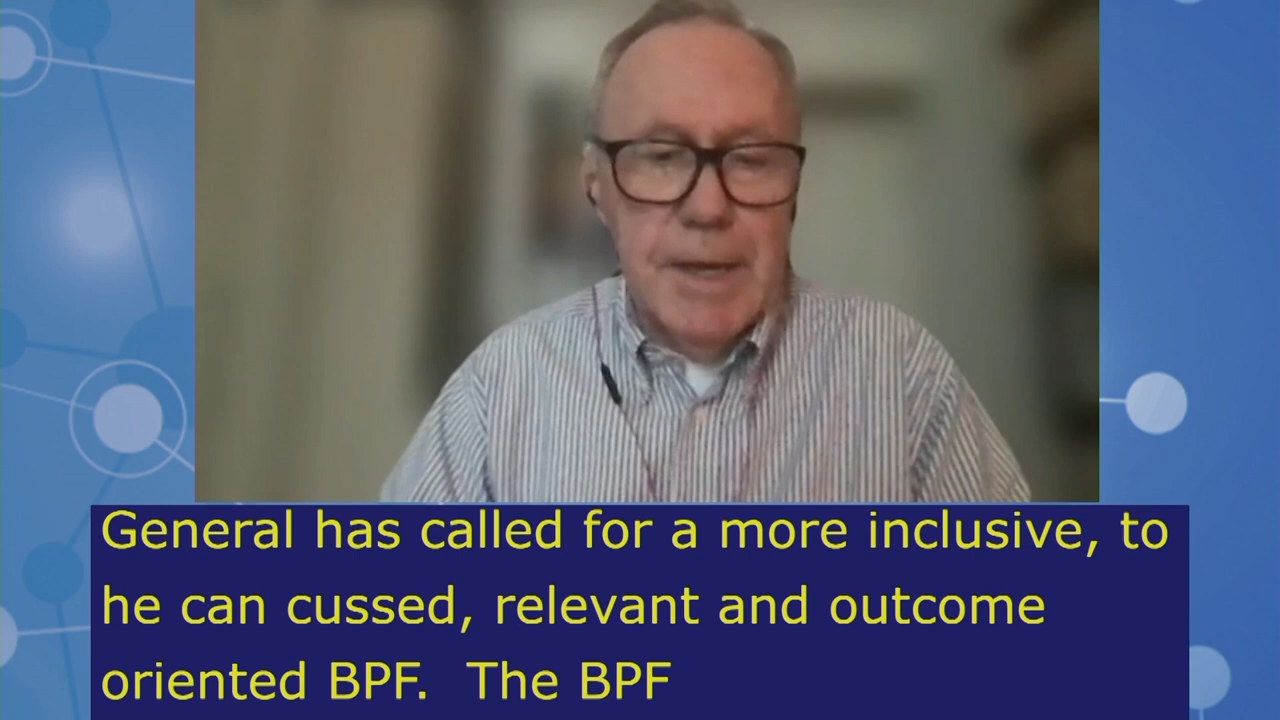 General has called for a more inclusive, to
he can cussed, relevant and outcome
oriented BPF.  The BPF